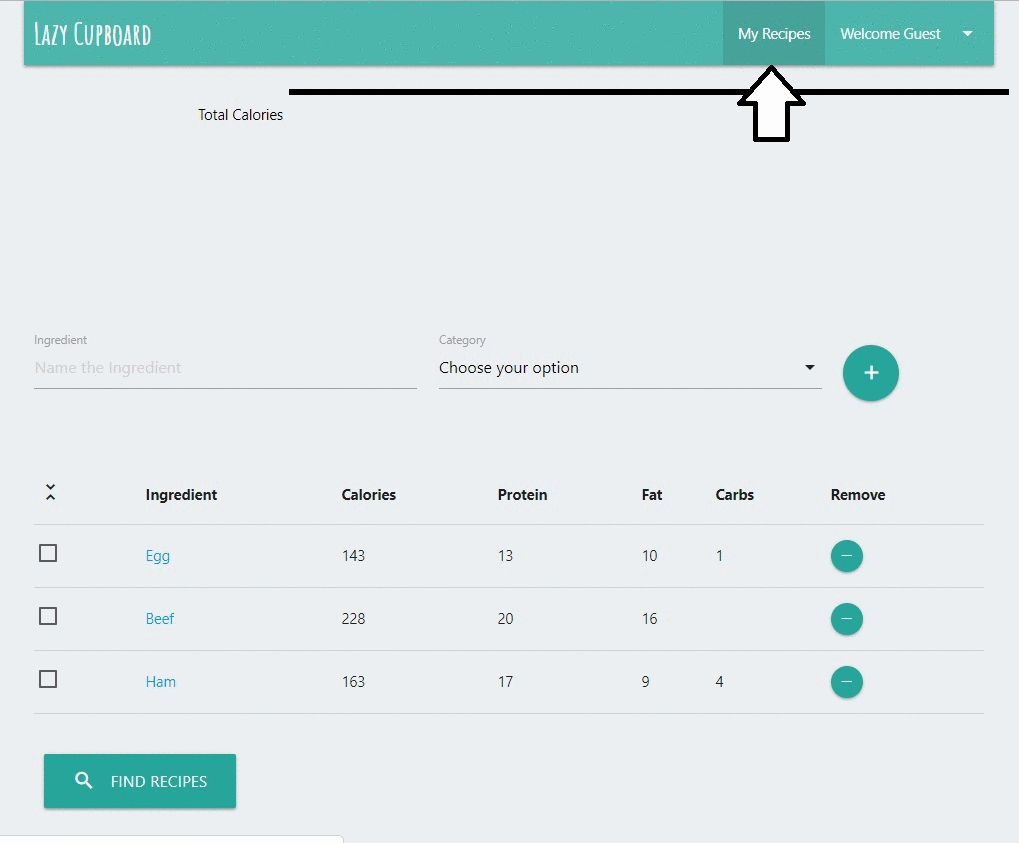 Lazy Cupboard My Recipes Welcome Guest
Total Calories
Ingredient Category
Name the Ingredient Choose your option
Ingredient Calories Protein Fat Carbs Remove
Egg 143 13 10 1
Beef 228 20 16
Ham 163 17 9 4
FIND RECIPES